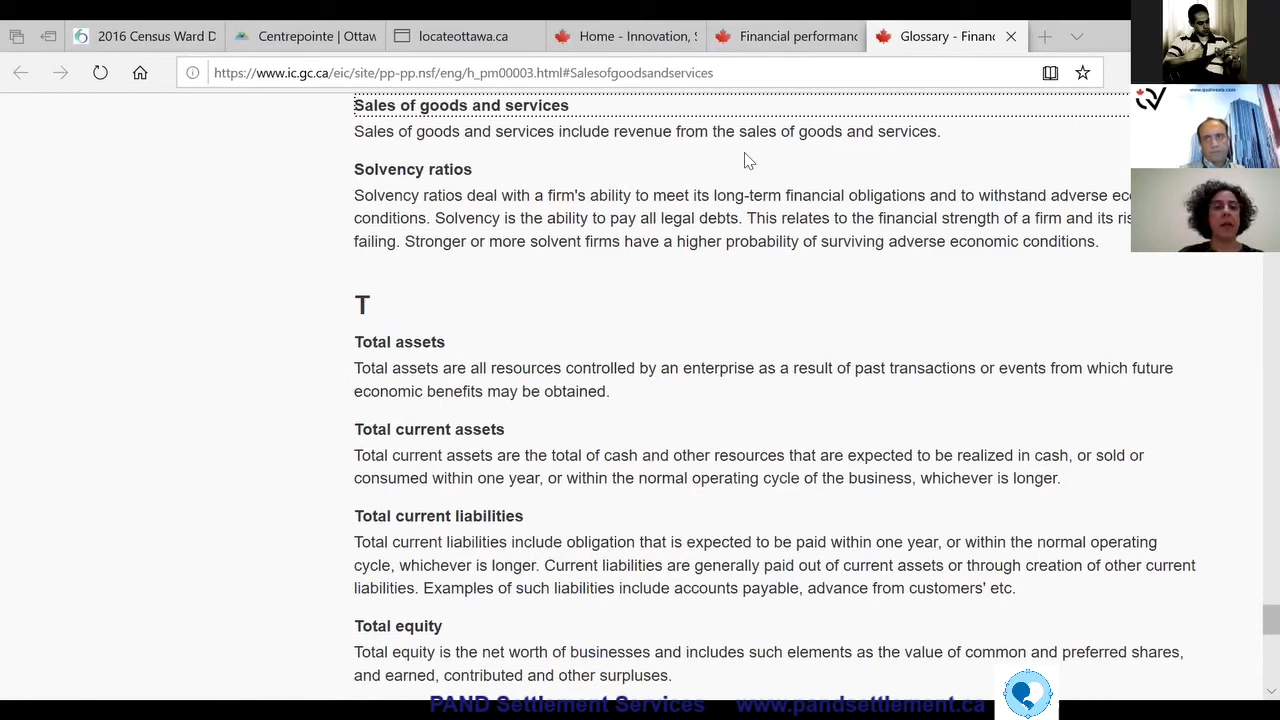 2016 Census Ward D
Centrepointe | Ottaw
locateottawa.ca
Home - Innovation, S
Financial performanc
Glossary - Financ
https://www.ic.gc.ca/eic/site/pp-pp.nsf/eng/h_pm00003.html#Salesofgoodsandservices
www.qualiveats.com
Sales of goods and services
Sales of goods and services include revenue from the sales of goods and services.
Solvency ratios
Solvency ratios deal with a firm's ability to meet its long-term financial obligations and to withstand adverse ec
conditions. Solvency is the ability to pay all legal debts. This relates to the financial strength of a firm and its ris
failing. Stronger or more solvent firms have a higher probability of surviving adverse economic conditions.
T
Total assets
Total assets are all resources controlled by an enterprise as a result of past transactions or events from which future
economic benefits may be obtained.
Total current assets
Total current assets are the total of cash and other resources that are expected to be realized in cash, or sold or
consumed within one year, or within the normal operating cycle of the business, whichever is longer.
Total current liabilities
Total current liabilities include obligation that is expected to be paid within one year, or within the normal operating
cycle, whichever is longer. Current liabilities are generally paid out of current assets or through creation of other current
liabilities. Examples of such liabilities include accounts payable, advance from customers' etc.
Total equity
Total equity is the net worth of businesses and includes such elements as the value of common and preferred shares,
and earned, contributed and other surpluses.
PAND Settlement Services www.pandsettlement.ca